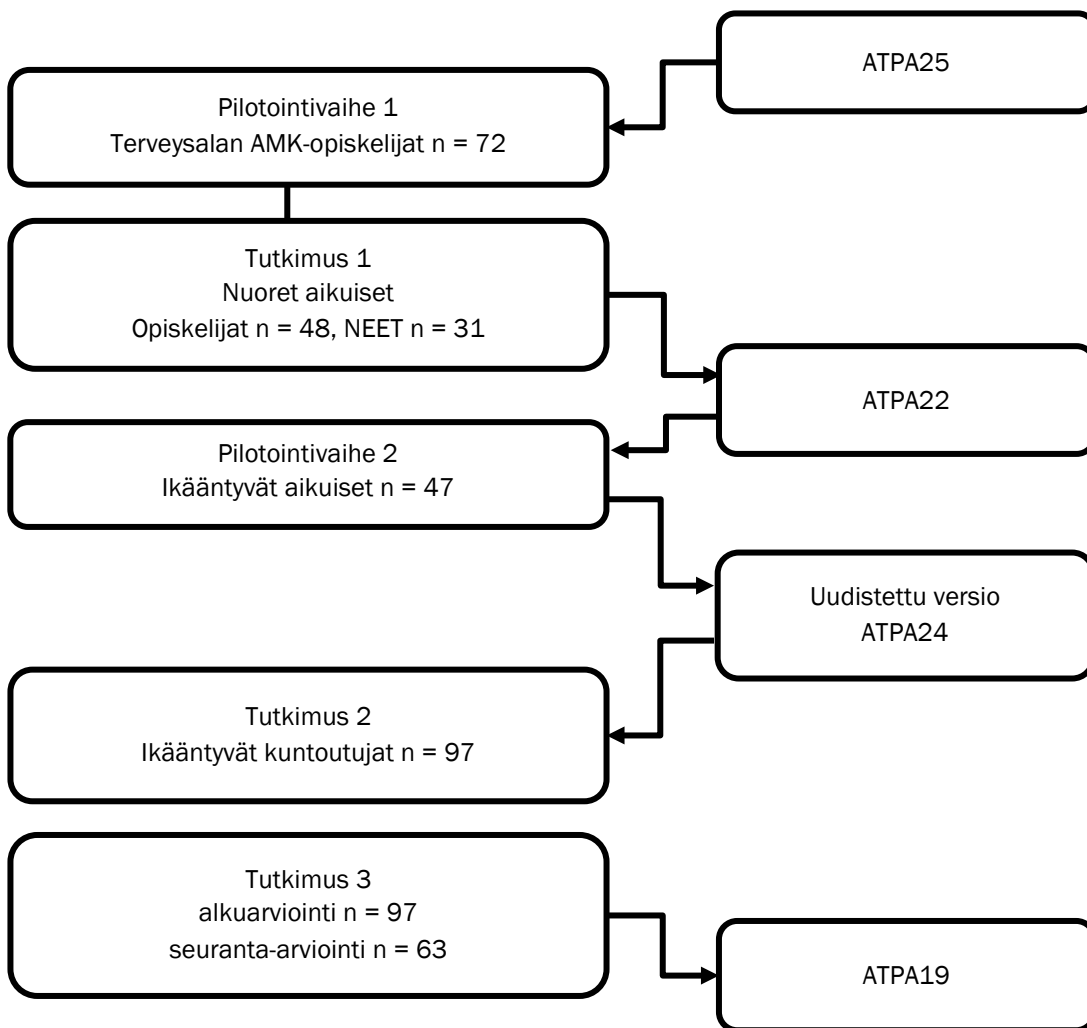 ATPA25
Pilotointivaihe 1
Terveysalan AMK-opiskelijat n = 72
Tutkimus 1
Nuoret aikuiset
Opiskelijat n = 48, NEET n = 31
ATPA22
Pilotointivaihe 2
Ikääntyvät aikuiset n = 47
Uudistettu versio
ATPA24
Tutkimus 2
Ikääntyvät kuntoutujat n = 97
Tutkimus 3
alkuarviointi n = 97
seuranta-arviointi n = 63
ATPA19